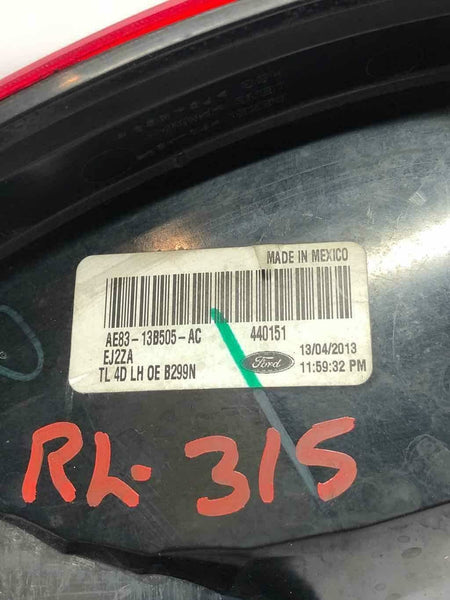 MADE IN MEXICO
AE83-13B505-AC 440151
EJ2ZA
TL 4D LH OE B299N
Ford
13/04/2013
11:59:32 PM
RL- 315